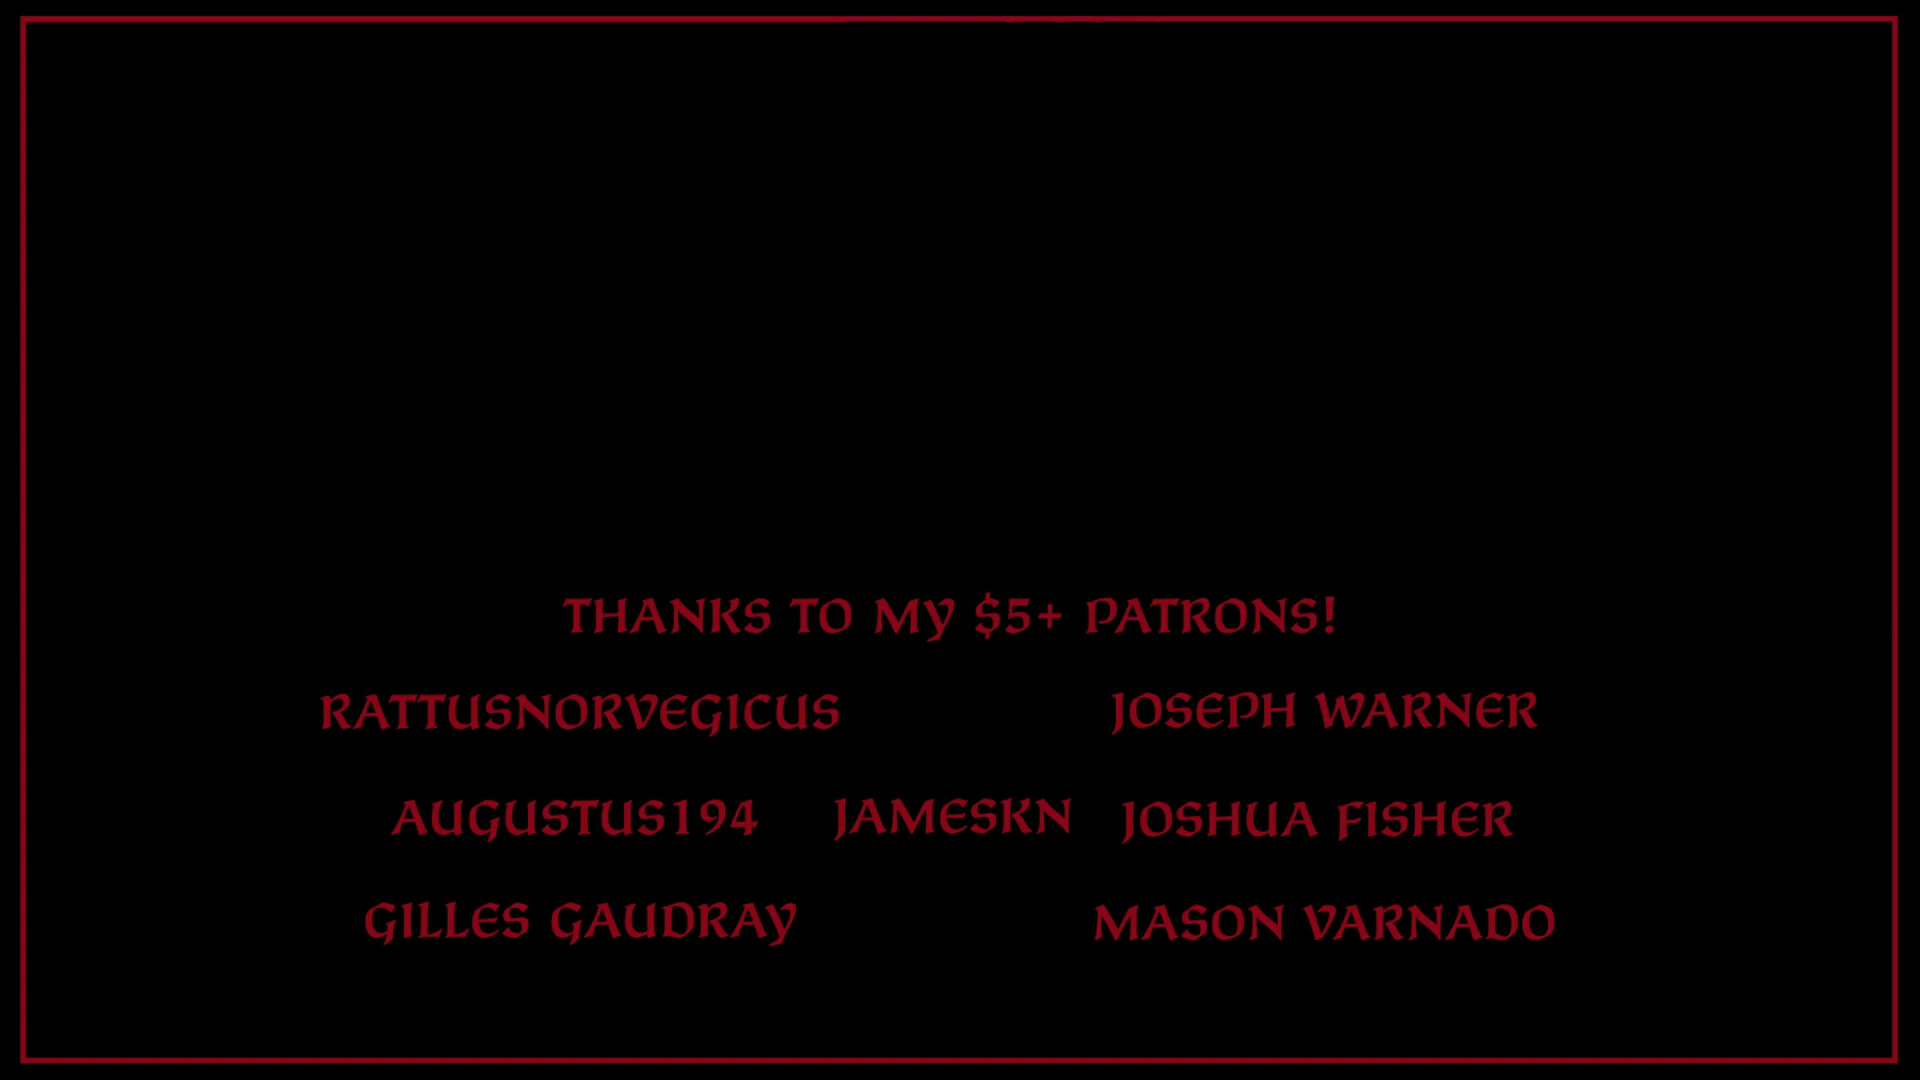 THANKS TO MY $5+ PATRONS!
RATTUSNORVEGICUS JOSEPH WARNER
AUGUSTUS194 JAMESKN JOSHUA FISHER
GILLES GAUDRAY MASON VARNADO